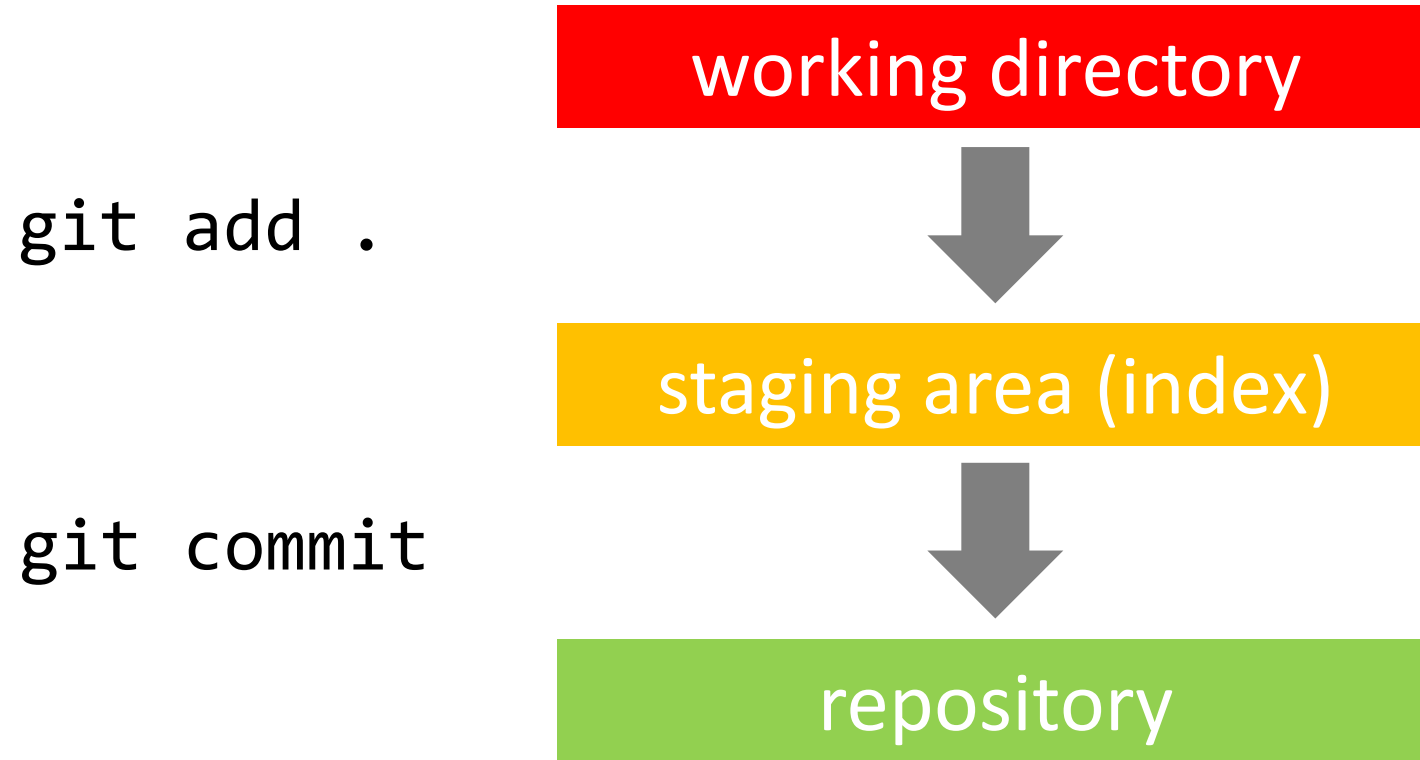 working directory
git add .
staging area (index)
git commit
repository